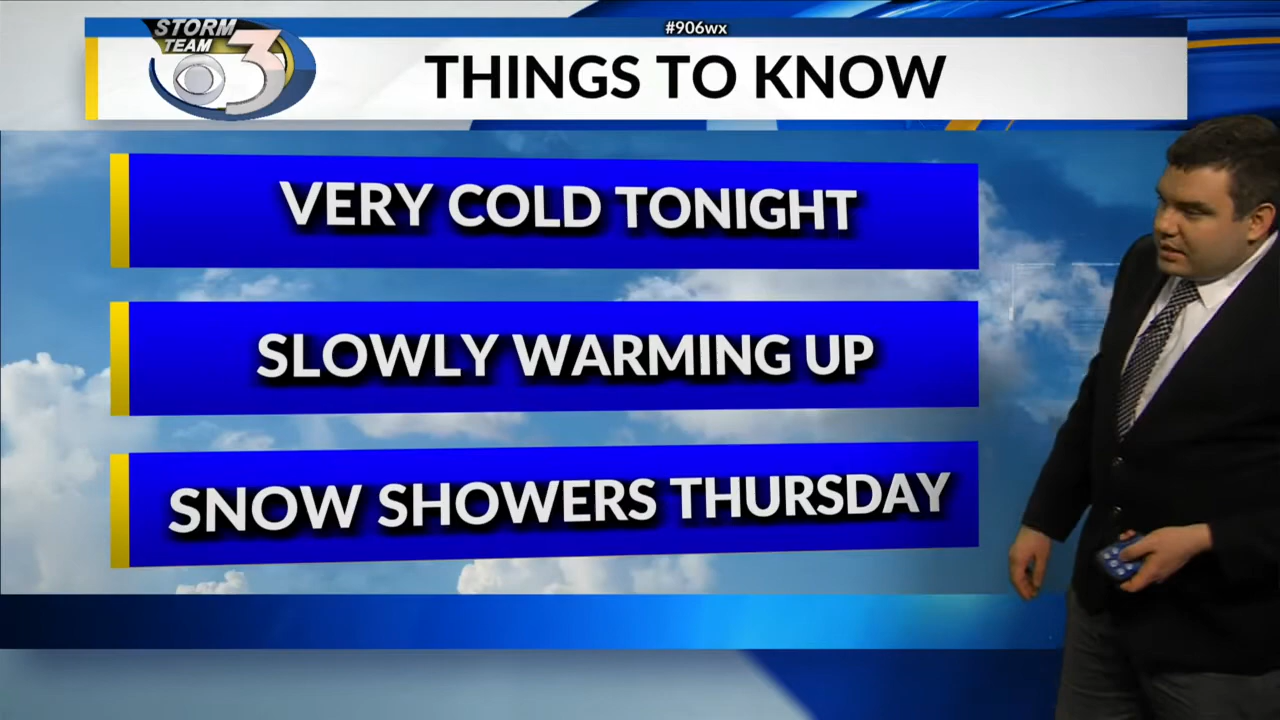 STORM
TEAM
3
#906wx
THINGS TO KNOW
VERY COLD TONIGHT
SLOWLY WARMING UP
SNOW SHOWERS THURSDAY